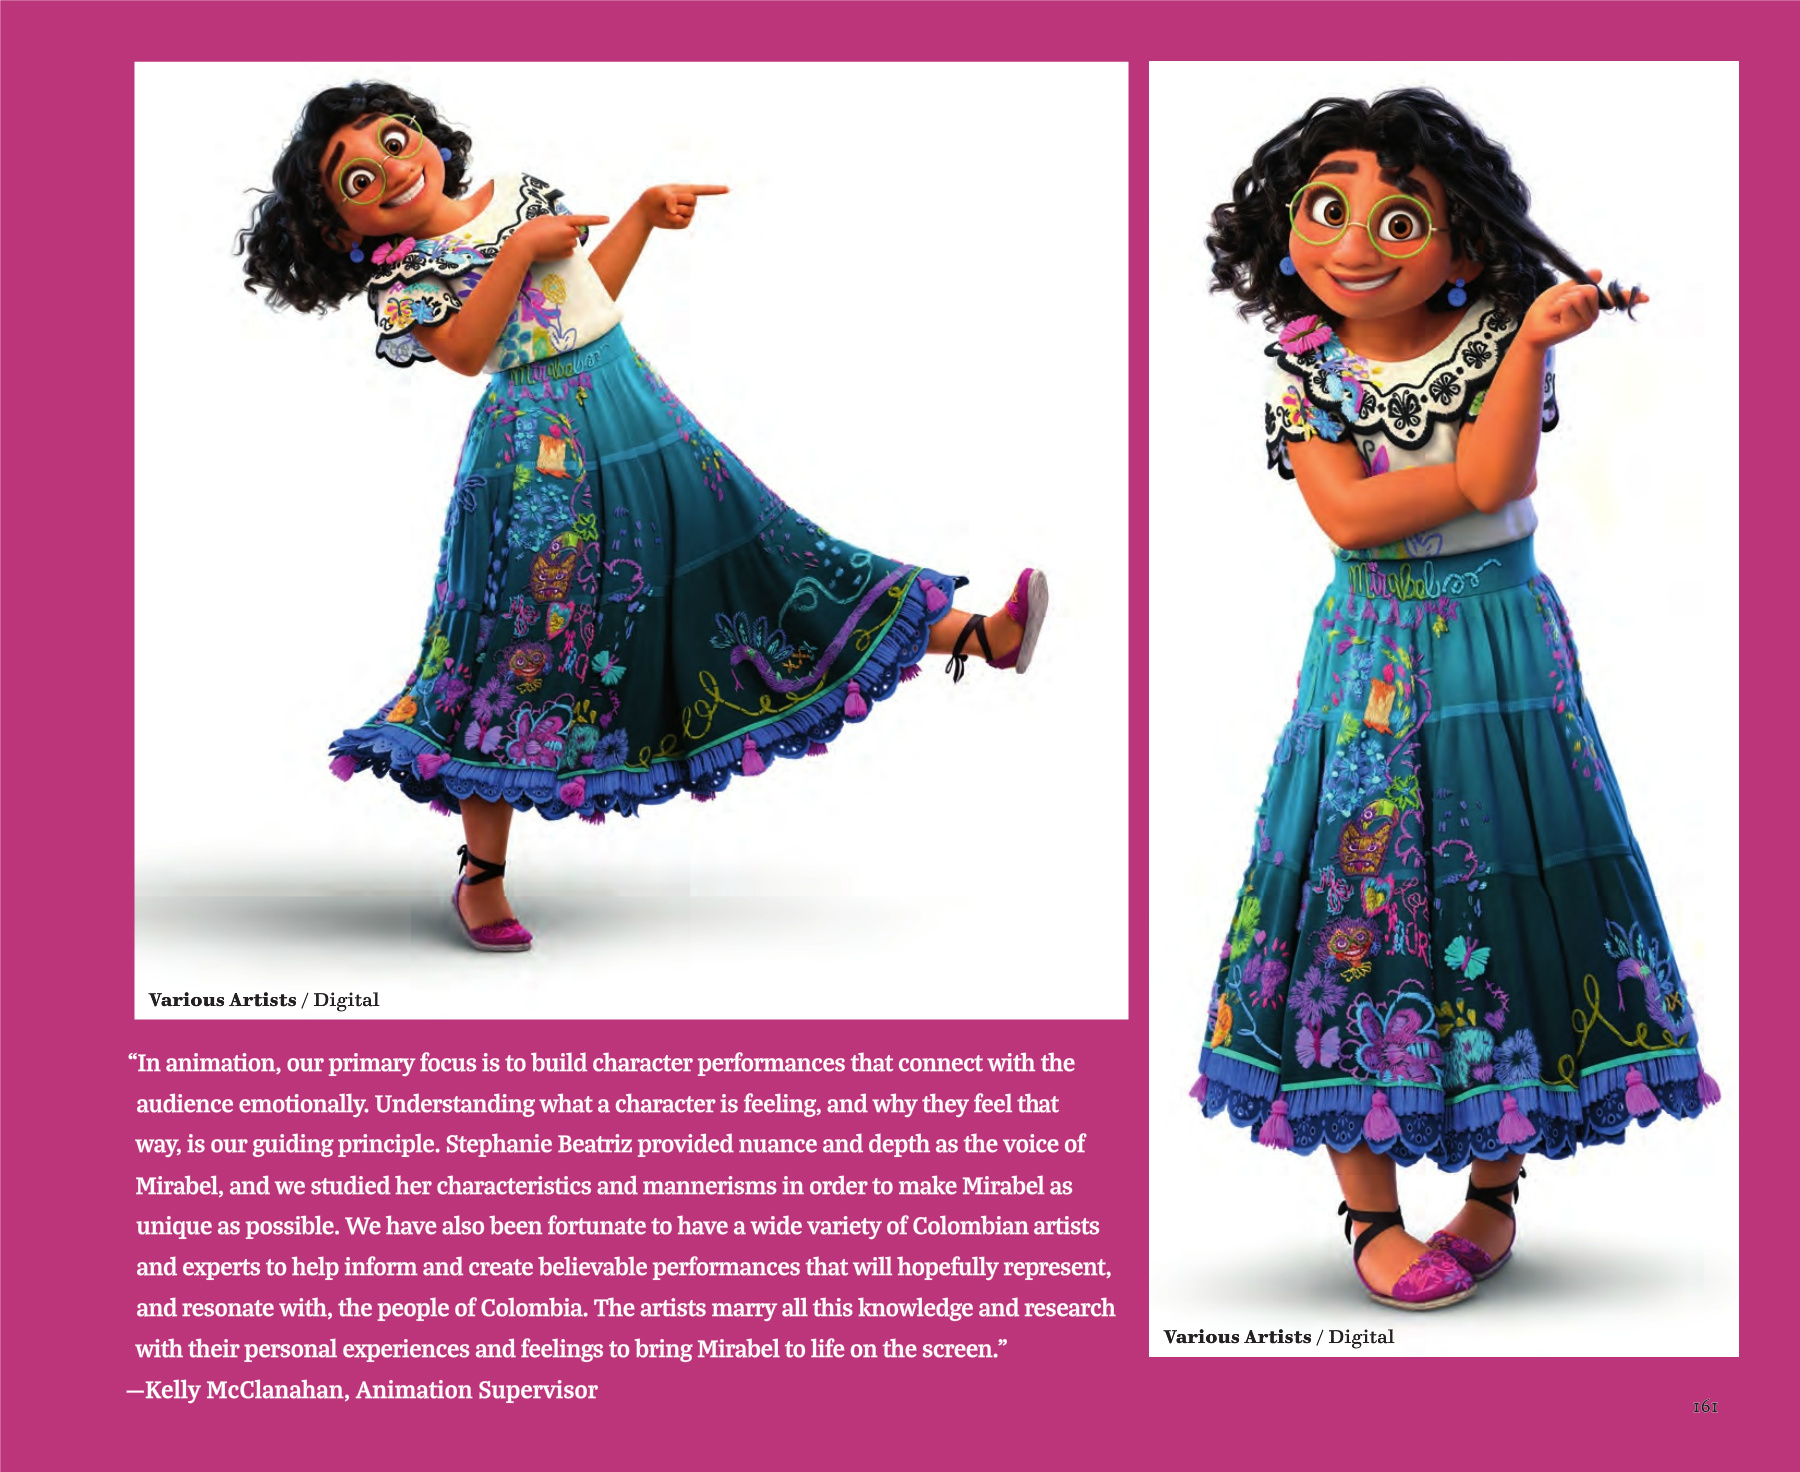 Mirabel
Mirabel
Various Artists / Digital
“In animation, our primary focus is to build character performances that connect with the
audience emotionally. Understanding what a character is feeling, and why they feel that
way, is our guiding principle. Stephanie Beatriz provided nuance and depth as the voice of
Mirabel, and we studied her characteristics and mannerisms in order to make Mirabel as
unique as possible. We have also been fortunate to have a wide variety of Colombian artists
and experts to help inform and create believable performances that will hopefully represent,
and resonate with, the people of Colombia. The artists marry all this knowledge and research
with their personal experiences and feelings to bring Mirabel to life on the screen.”
—Kelly McClanahan, Animation Supervisor
Various Artists / Digital
161